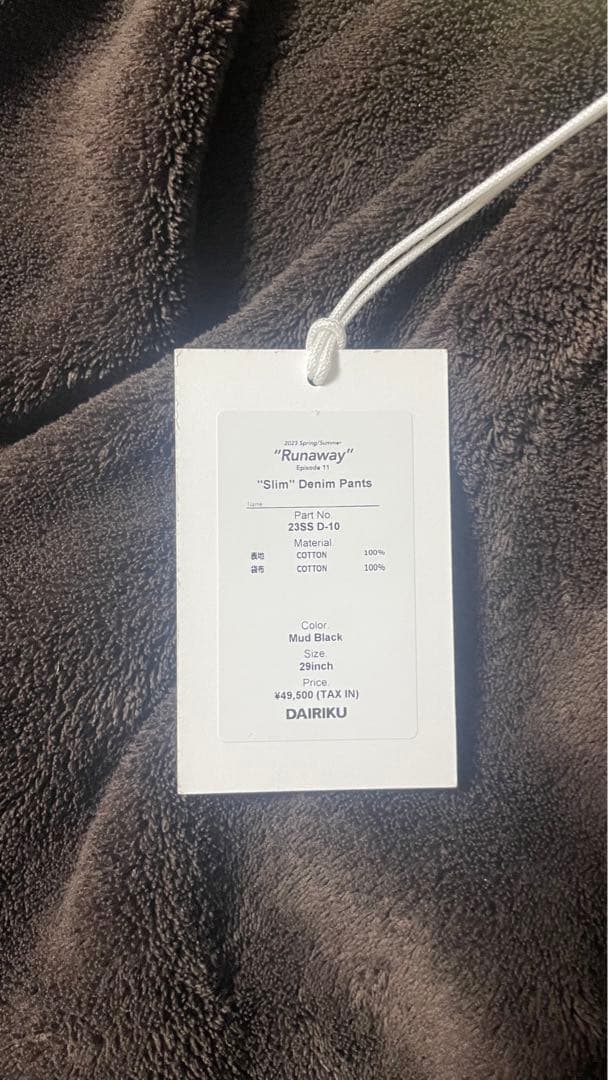 2023 Spring/Summer
"Runaway"
Episode 11
"Slim" Denim Pants
Name
Part No.
23SS D-10
Material.
表地 COTTON 100%
袋布 COTTON 100%
Color.
Mud Black
Size.
29inch
Price.
¥49,500 (TAX IN)
DAIRIKU